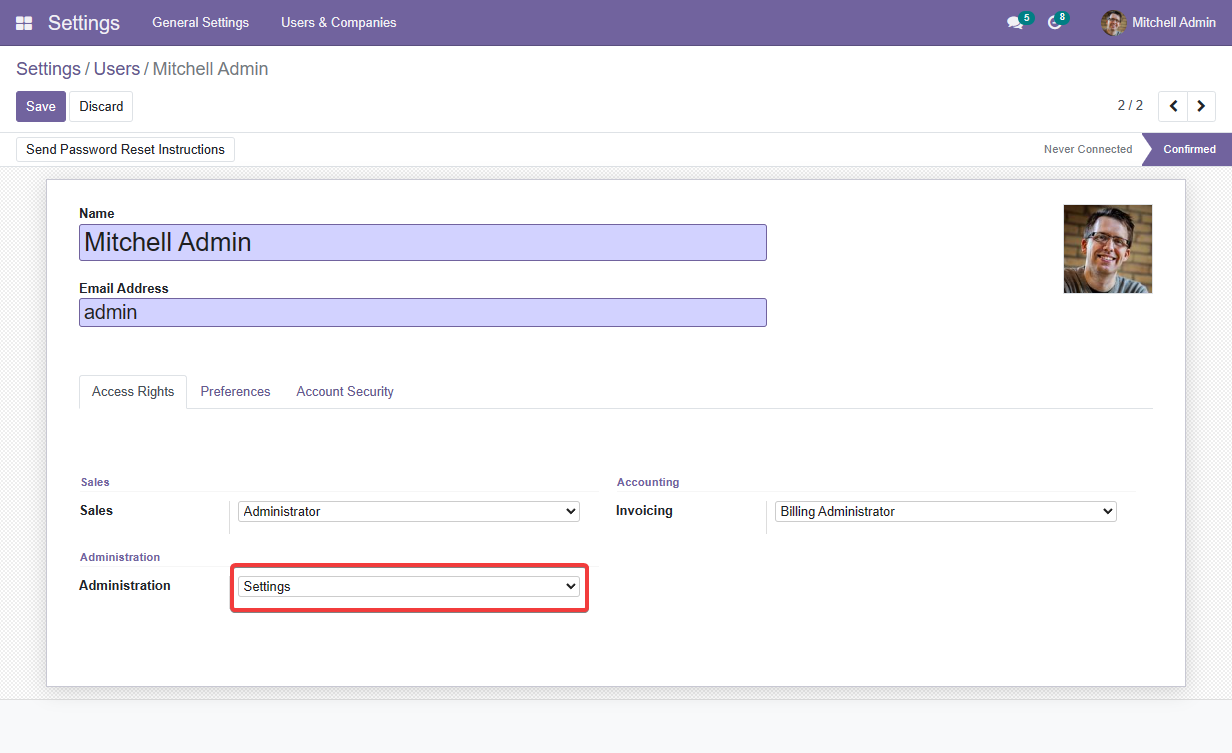 Settings General Settings Users & Companies 5 8 Mitchell Admin
Settings / Users / Mitchell Admin
Save Discard 2 / 2
Send Password Reset Instructions Never Connected Confirmed
Name
Mitchell Admin
Email Address
admin
Access Rights Preferences Account Security
Sales Accounting
Sales Administrator Invoicing Billing Administrator
Administration
Administration Settings